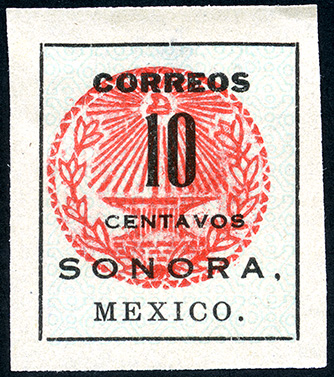 CORREOS
10
CENTAVOS
SONORA,
MEXICO.